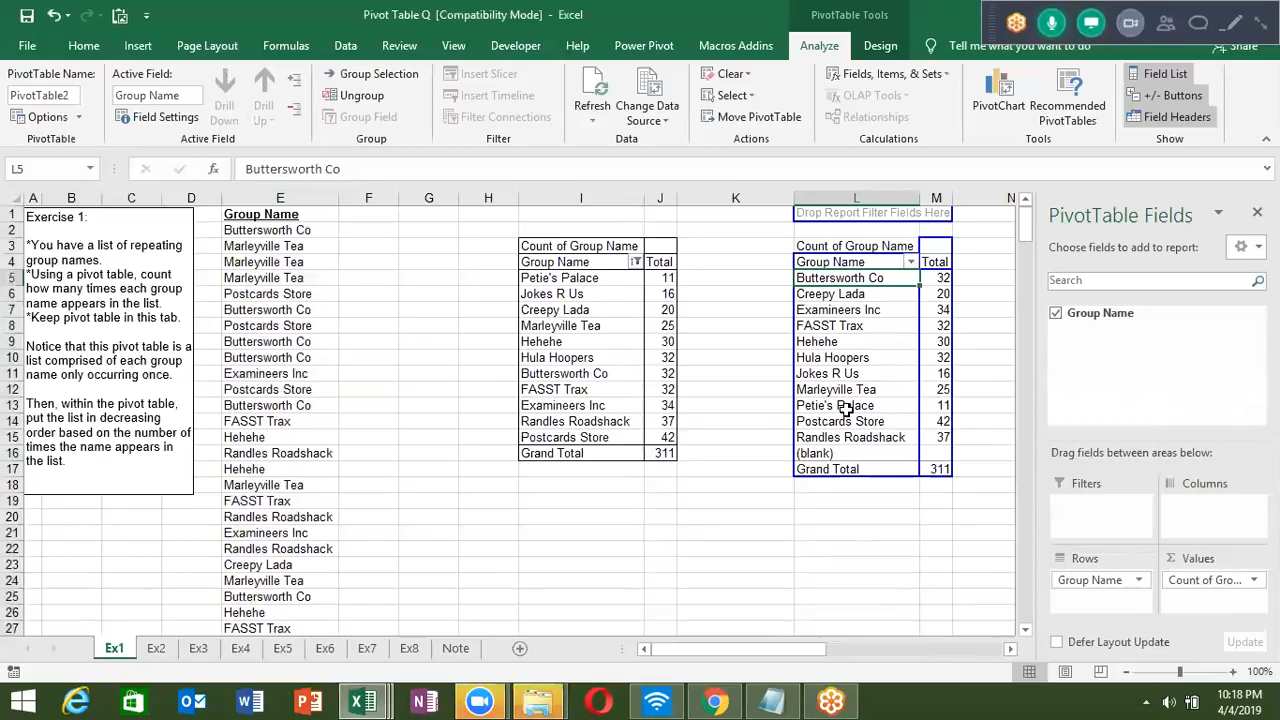 Pivot Table Q [Compatibility Mode] - Excel
PivotTable Tools
File Home Insert Page Layout Formulas Data Review View Developer Help Power Pivot Macros Addins Analyze Design Tell me what you want to do Share
PivotTable Name:
PivotTable2
Options
PivotTable
Active Field:
Group Name
Field Settings
Drill Down
Drill Up
Active Field
Group Selection
Ungroup
Group Field
Group
Insert Slicer
Insert Timeline
Filter Connections
Filter
Refresh
Change Data Source
Data
Clear
Select
Move PivotTable
Actions
Fields, Items, & Sets
OLAP Tools
Relationships
Calculations
PivotChart
Recommended PivotTables
Tools
Field List
+/- Buttons
Field Headers
Show
L5
fx
Buttersworth Co
A B C D E F G H I J K L M N
1
2
3
4
5
6
7
8
9
10
11
12
13
14
15
16
17
18
19
20
21
22
23
24
25
26
27
Exercise 1:
*You have a list of repeating
group names.
*Using a pivot table, count
how many times each group
name appears in the list.
*Keep pivot table in this tab.
Notice that this pivot table is a
list comprised of each group
name only occurring once.
Then, within the pivot table,
put the list in decreasing
order based on the number of
times the name appears in
the list.
Group Name
Buttersworth Co
Marleyville Tea
Marleyville Tea
Marleyville Tea
Postcards Store
Buttersworth Co
Postcards Store
Buttersworth Co
Buttersworth Co
Examineers Inc
Postcards Store
Buttersworth Co
FASST Trax
Hehehe
Randles Roadshack
Hehehe
Marleyville Tea
FASST Trax
Randles Roadshack
Examineers Inc
Randles Roadshack
Creepy Lada
Marleyville Tea
Buttersworth Co
Hehehe
FASST Trax
Count of Group Name
Group Name Total
Petie's Palace 11
Jokes R Us 16
Creepy Lada 20
Marleyville Tea 25
Hehehe 30
Hula Hoopers 32
Buttersworth Co 32
FASST Trax 32
Examineers Inc 34
Randles Roadshack 37
Postcards Store 42
Grand Total 311
Drop Report Filter Fields Here
Count of Group Name
Group Name Total
Buttersworth Co 32
Creepy Lada 20
Examineers Inc 34
FASST Trax 32
Hehehe 30
Hula Hoopers 32
Jokes R Us 16
Marleyville Tea 25
Petie's Palace 11
Postcards Store 42
Randles Roadshack 37
(blank)
Grand Total 311
PivotTable Fields
Choose fields to add to report:
Search
Group Name
Drag fields between areas below:
Filters
Columns
Rows
Group Name
Σ Values
Count of Gro...
Defer Layout Update
Update
Ex1 Ex2 Ex3 Ex4 Ex5 Ex6 Ex7 Ex8 Note
100%
10:18 PM
4/4/2019